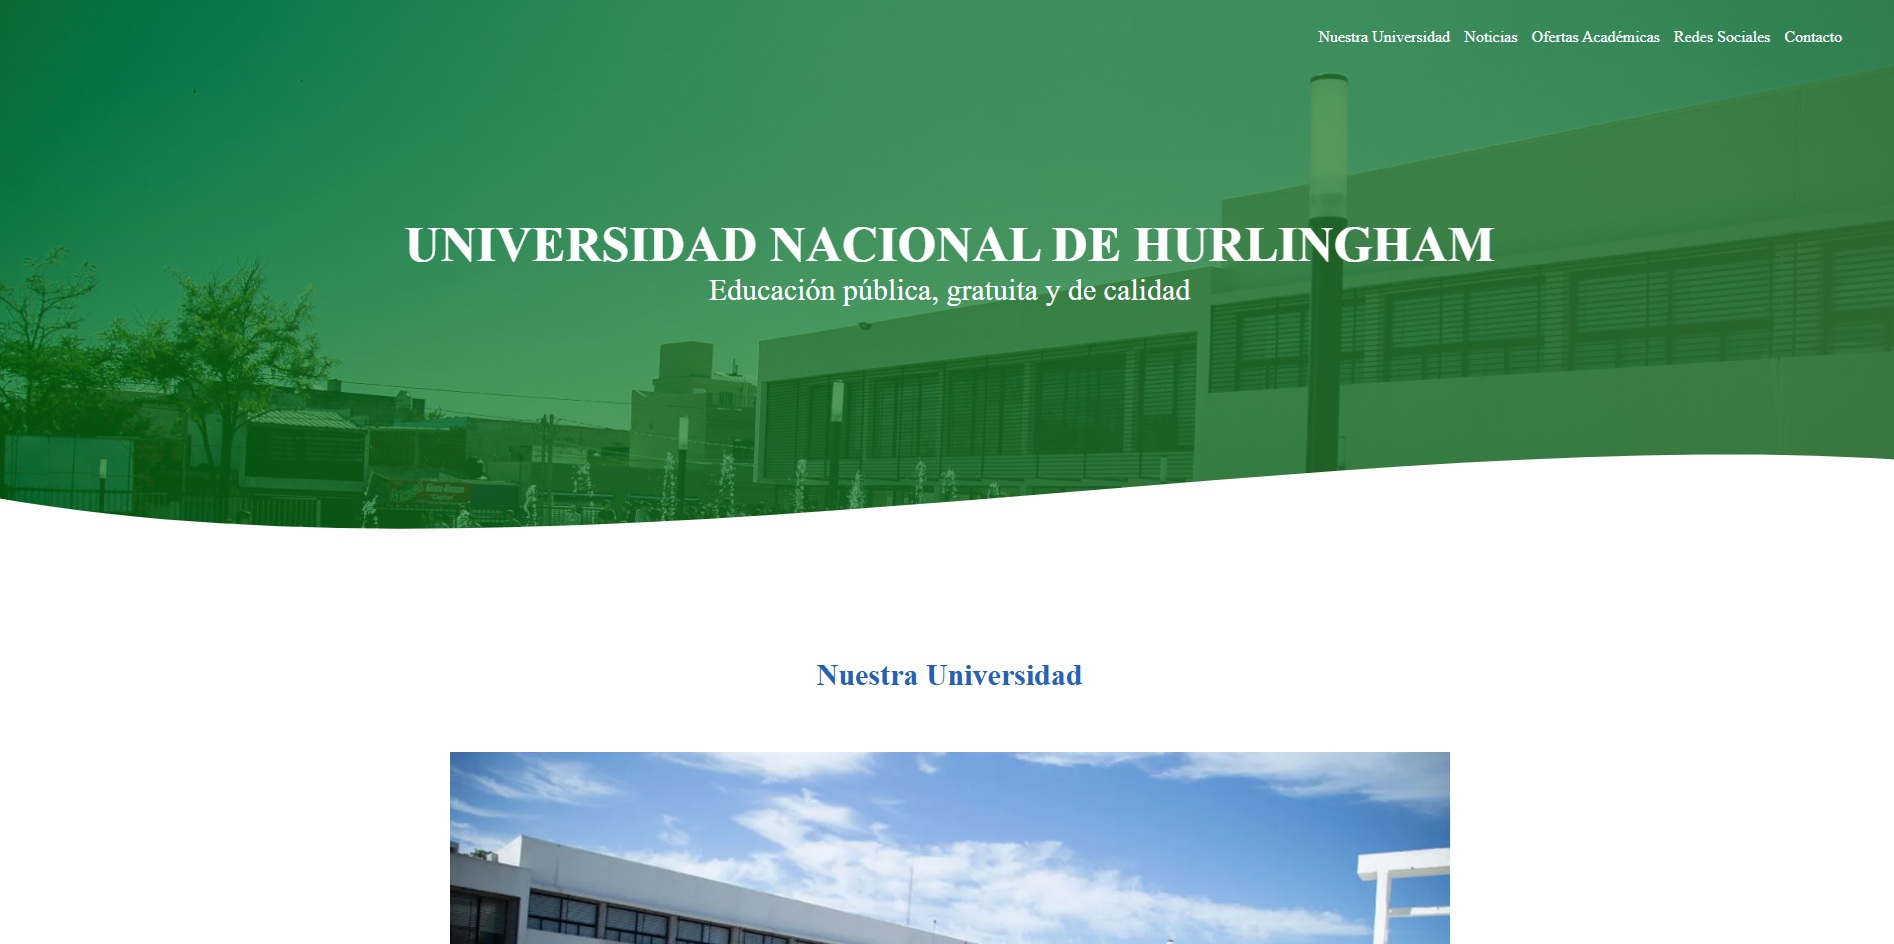 Nuestra Universidad Noticias Ofertas Académicas Redes Sociales Contacto
UNIVERSIDAD NACIONAL DE HURLINGHAM
Educación pública, gratuita y de calidad
Nuestra Universidad